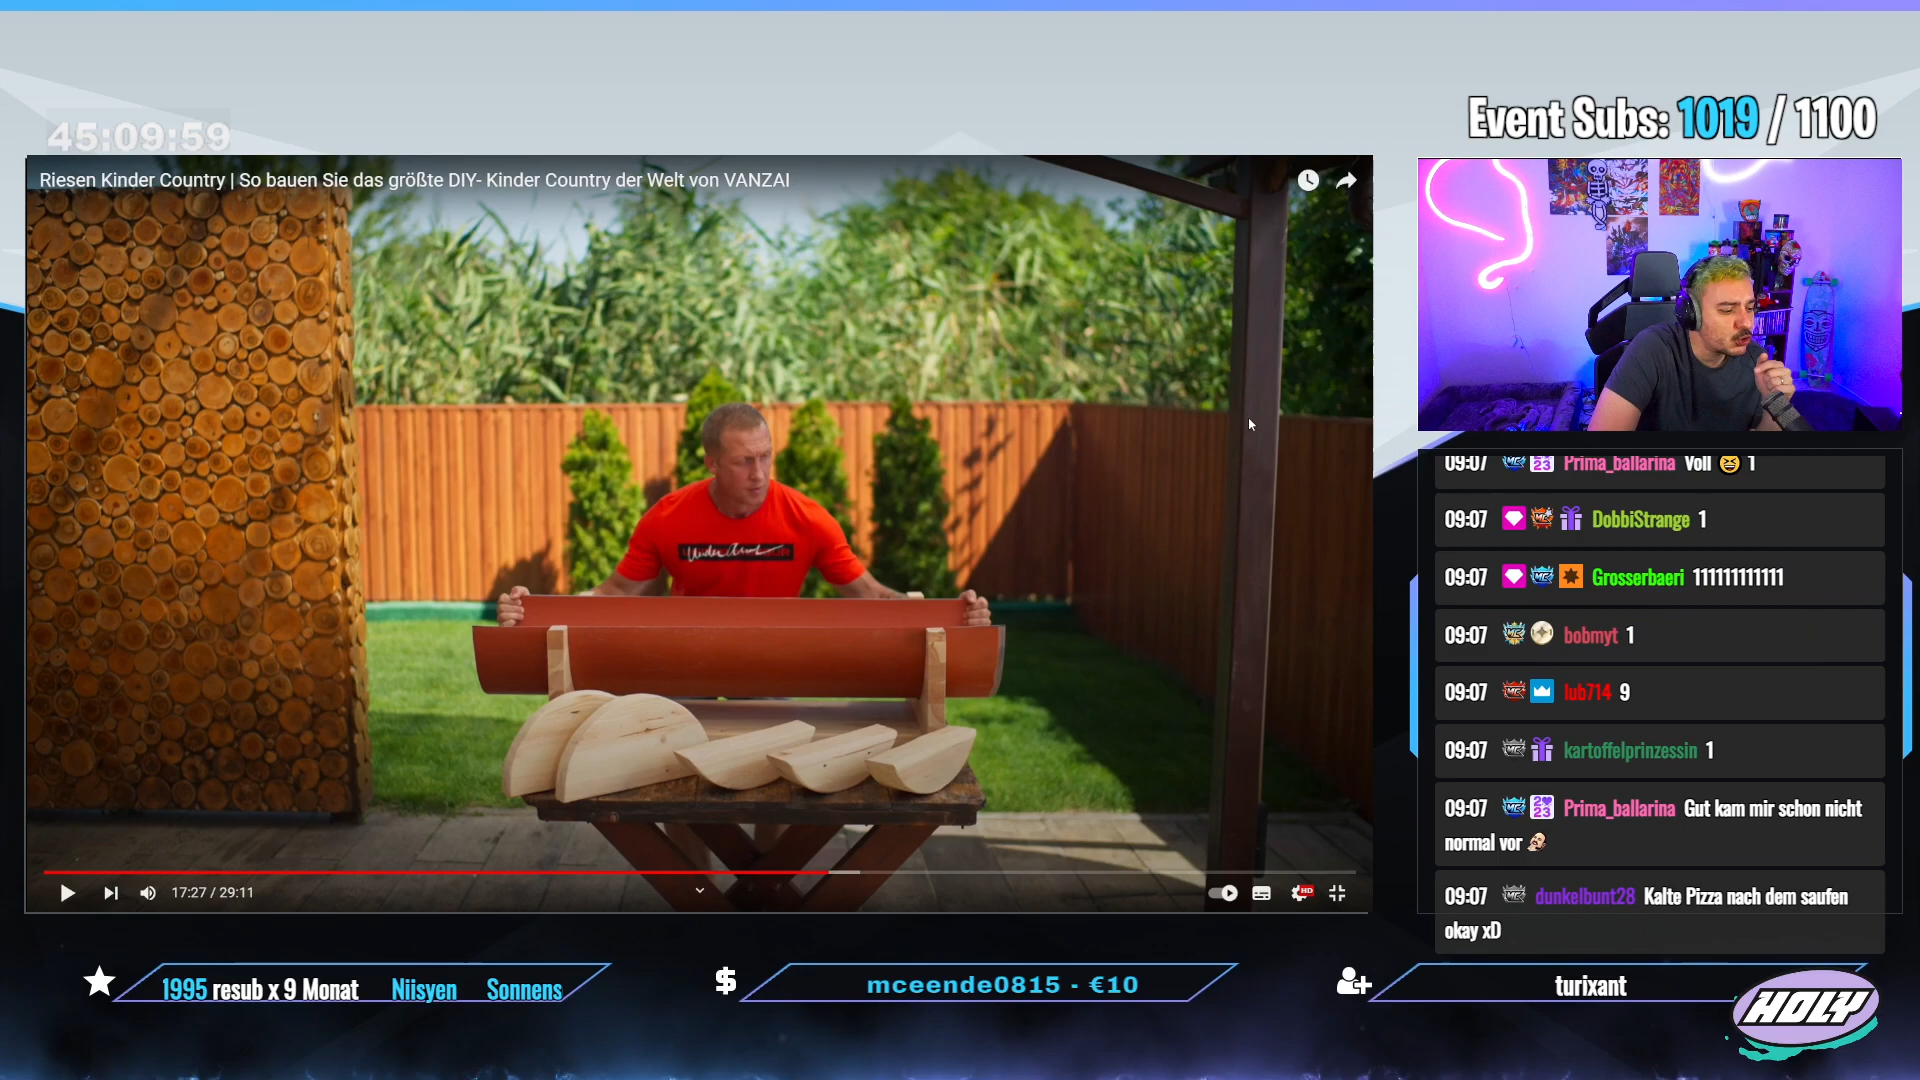 45:09:59
Event Subs: 1019 / 1100
Riesen Kinder Country | So bauen Sie das größte DIY- Kinder Country der Welt von VANZAI
09:07 Prima_ballarina Voll 1
09:07 DobbiStrange 1
09:07 Grosserbaeri 111111111111
09:07 bobmyt 1
09:07 lub714 9
09:07 kartoffelprinzessin 1
09:07 Prima_ballarina Gut kam mir schon nicht
normal vor
09:07 dunkelbunt28 Kalte Pizza nach dem saufen
okay xD
17:27 / 29:11
HD
1995 resub x 9 Monat Niisyen Sonnens
mceende0815 - €10
turixant
HOLY